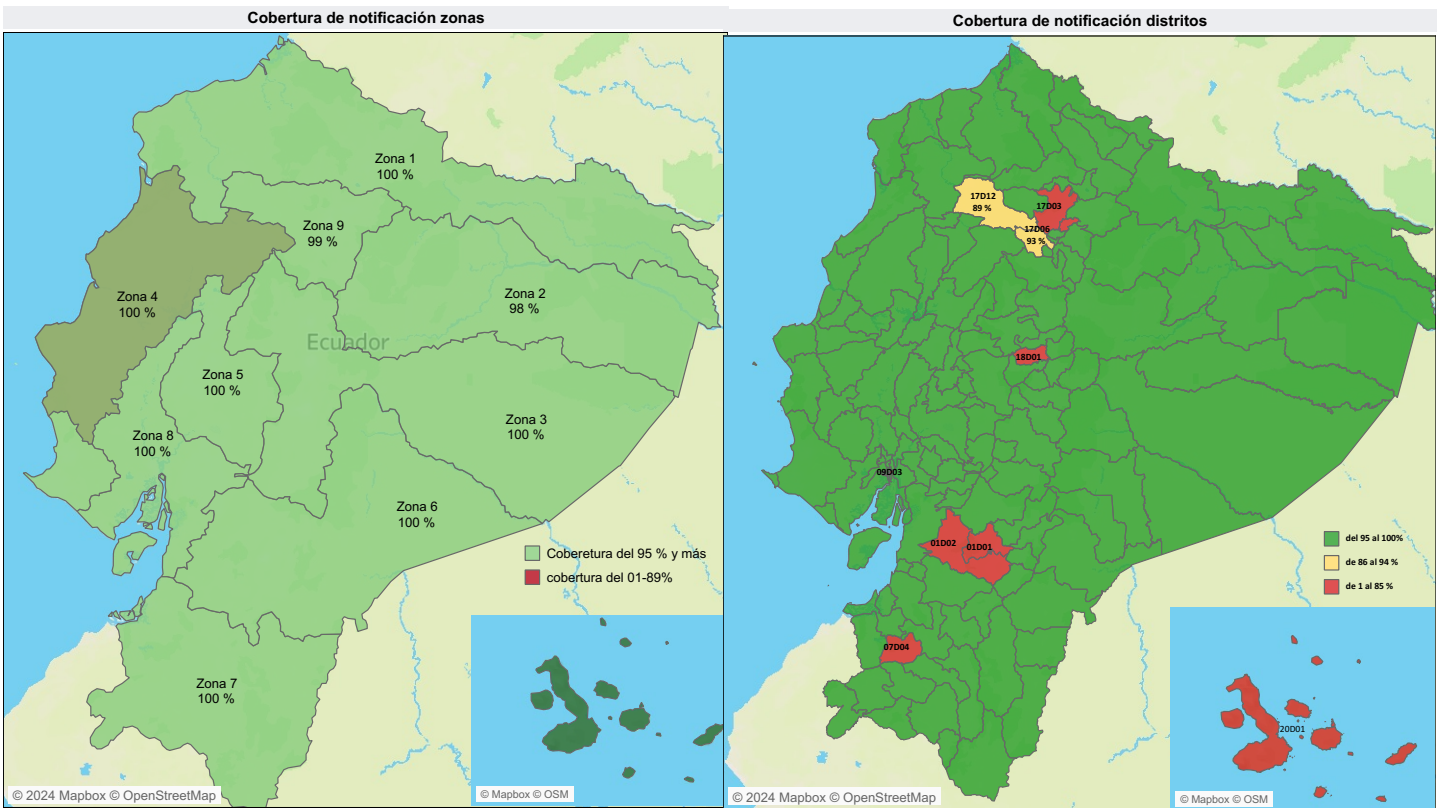 Cobertura de notificación zonas
Zona 1
100 %
Zona 9
99 %
Zona 2
98 %
Zona 4
100 %
Ecuador
Zona 5
100 %
Zona 3
100 %
Zona 8
100 %
Zona 6
100 %
Coberetura del 95 % y más
cobertura del 01-89%
Zona 7
100 %
© 2024 Mapbox © OpenStreetMap
© Mapbox © OSM
Cobertura de notificación distritos
17D12
89 %
17D03
17D06
93 %
18D01
09D03
01D02
01D01
del 95 al 100%
de 86 al 94 %
de 1 al 85 %
07D04
20D01
© 2024 Mapbox © OpenStreetMap
© Mapbox © OSM